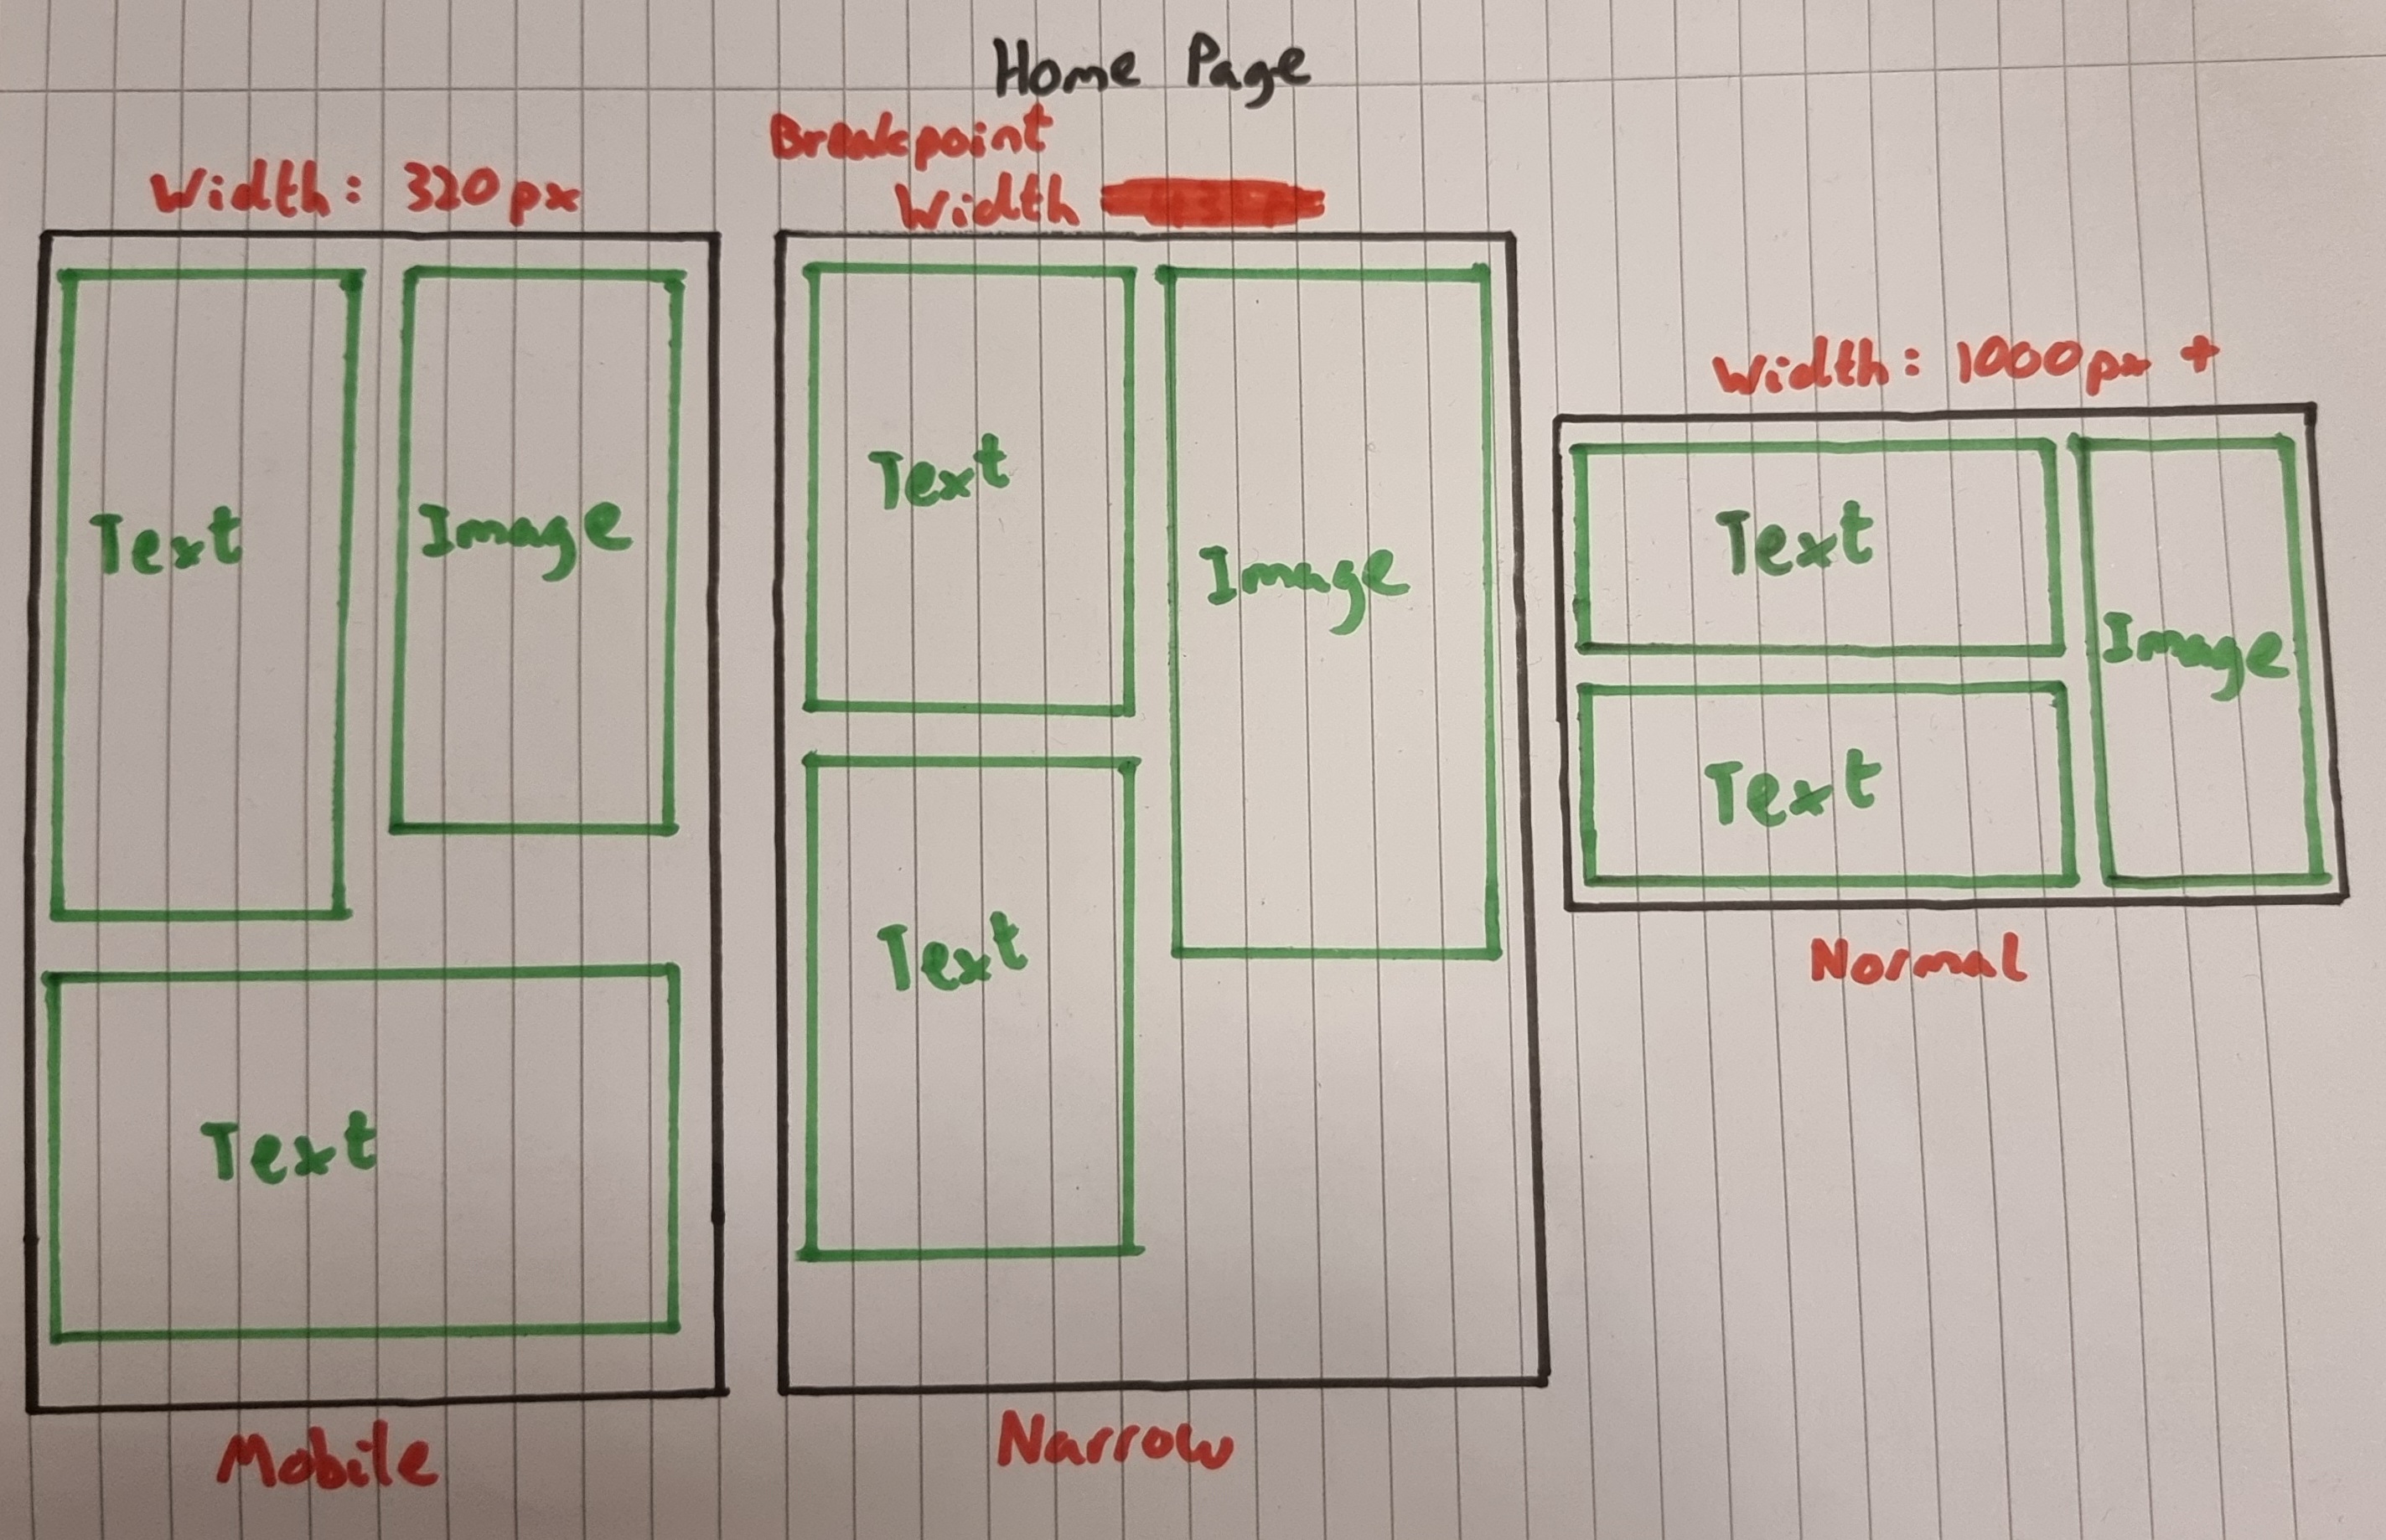 Home Page
Width: 320px
Breakpoint
Width
Width: 1000px +
Text
Image
Text
Mobile
Text
Image
Text
Narrow
Text
Image
Text
Normal